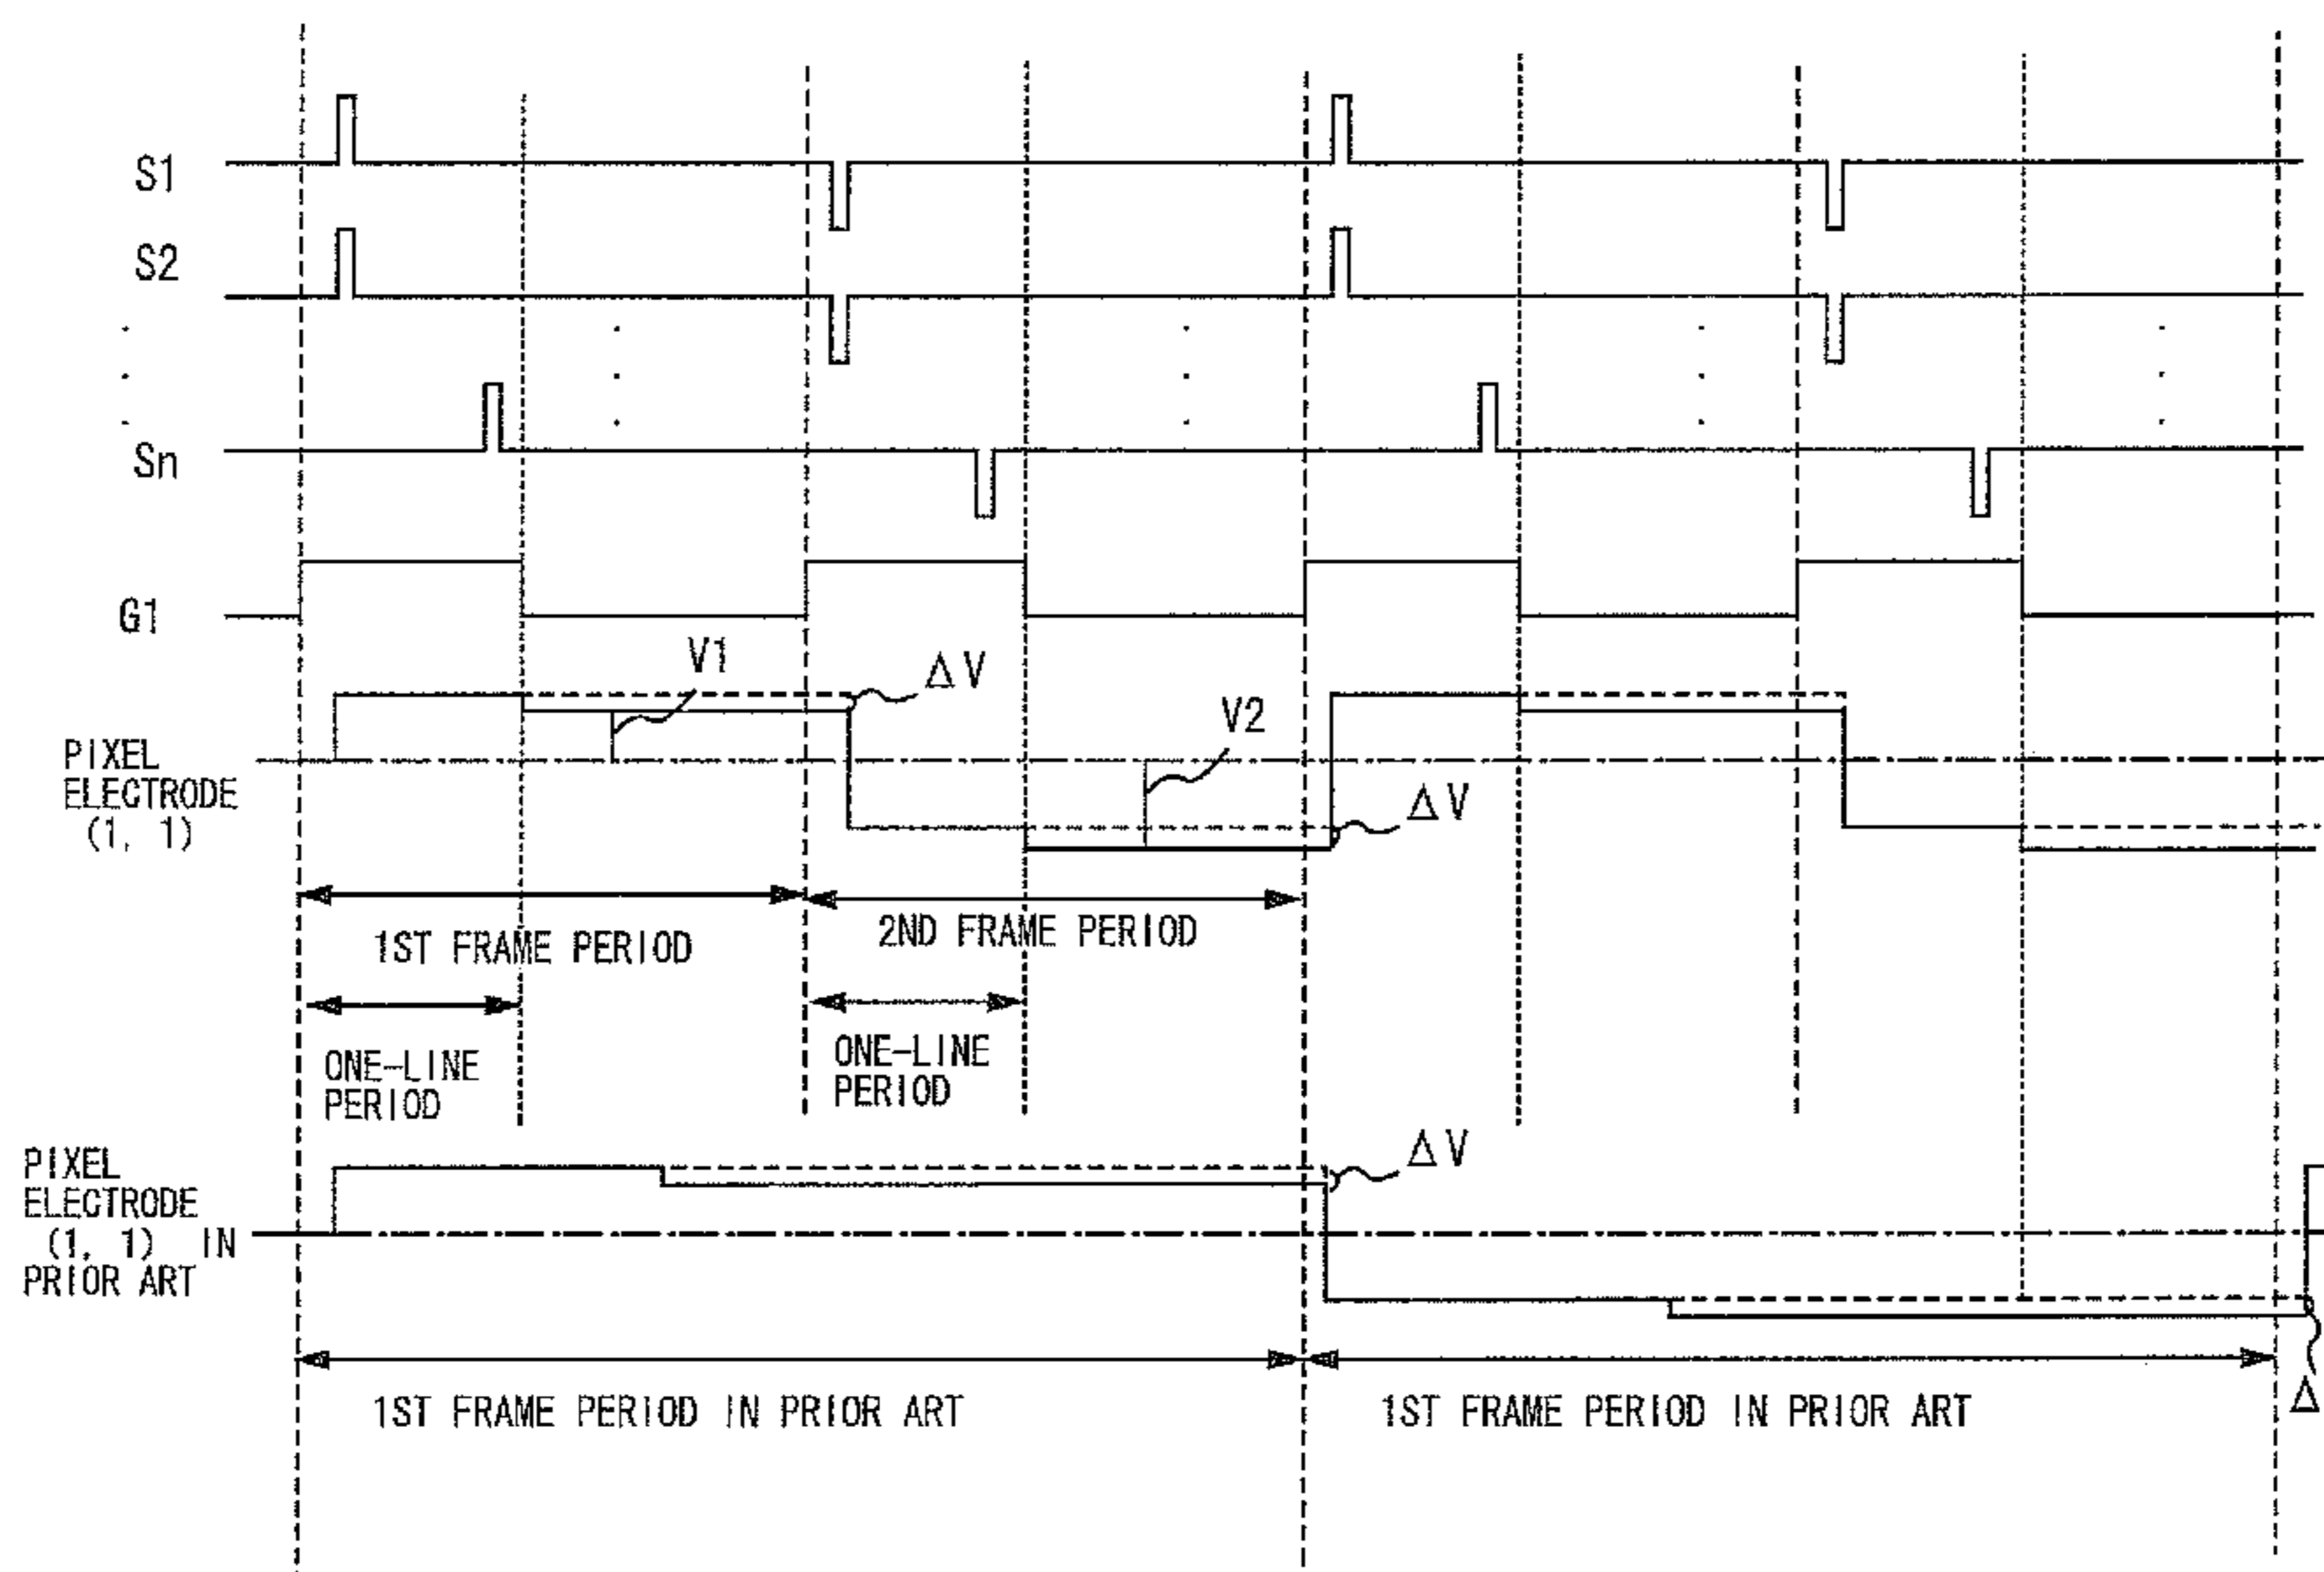 S1
S2
Sn
G1
V1
ΔV
V2
PIXEL
ELECTRODE
(1, 1)
ΔV
1ST FRAME PERIOD
2ND FRAME PERIOD
ONE-LINE
PERIOD
ONE-LINE
PERIOD
ΔV
PIXEL
ELECTRODE
(1, 1) IN
PRIOR ART
Δ
1ST FRAME PERIOD IN PRIOR ART
1ST FRAME PERIOD IN PRIOR ART